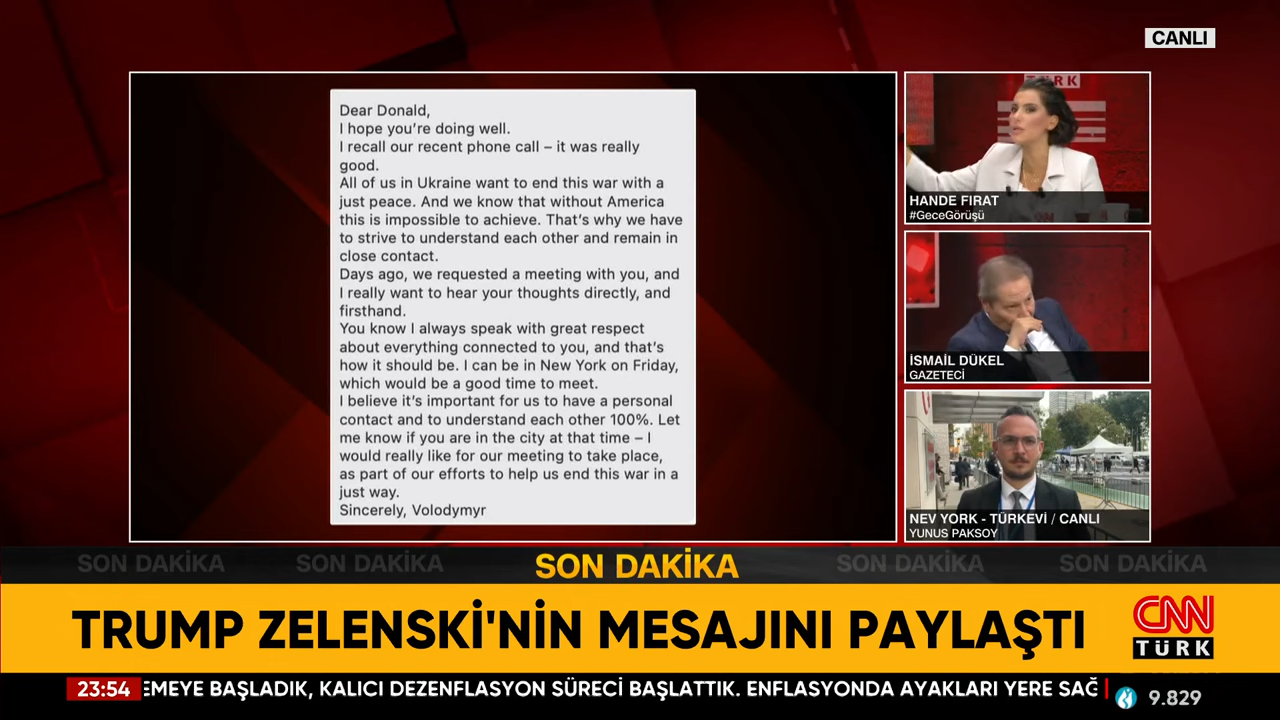 CANLI
Dear Donald,
I hope you're doing well.
I recall our recent phone call – it was really
good.
All of us in Ukraine want to end this war with a
just peace. And we know that without America
this is impossible to achieve. That's why we have
to strive to understand each other and remain in
close contact.
Days ago, we requested a meeting with you, and
I really want to hear your thoughts directly, and
firsthand.
You know I always speak with great respect
about everything connected to you, and that's
how it should be. I can be in New York on Friday,
which would be a good time to meet.
I believe it's important for us to have a personal
contact and to understand each other 100%. Let
me know if you are in the city at that time – I
would really like for our meeting to take place,
as part of our efforts to help us end this war in a
just way.
Sincerely, Volodymyr
TÜRK
HANDE FIRAT
#GeceGörüşü
İSMAİL DÜKEL
GAZETECİ
NEV YORK - TÜRKEVİ / CANLI
YUNUS PAKSOY
SON DAKİKA SON DAKİKA SON DAKİKA SON DAKİKA SON DAKİKA
TRUMP ZELENSKİ'NİN MESAJINI PAYLAŞTI
CNN
TÜRK
23:54 EMEYE BAŞLADIK, KALICI DEZENFLASYON SÜRECİ BAŞLATTIK. ENFLASYONDA AYAKLARI YERE SAĞ 9.829